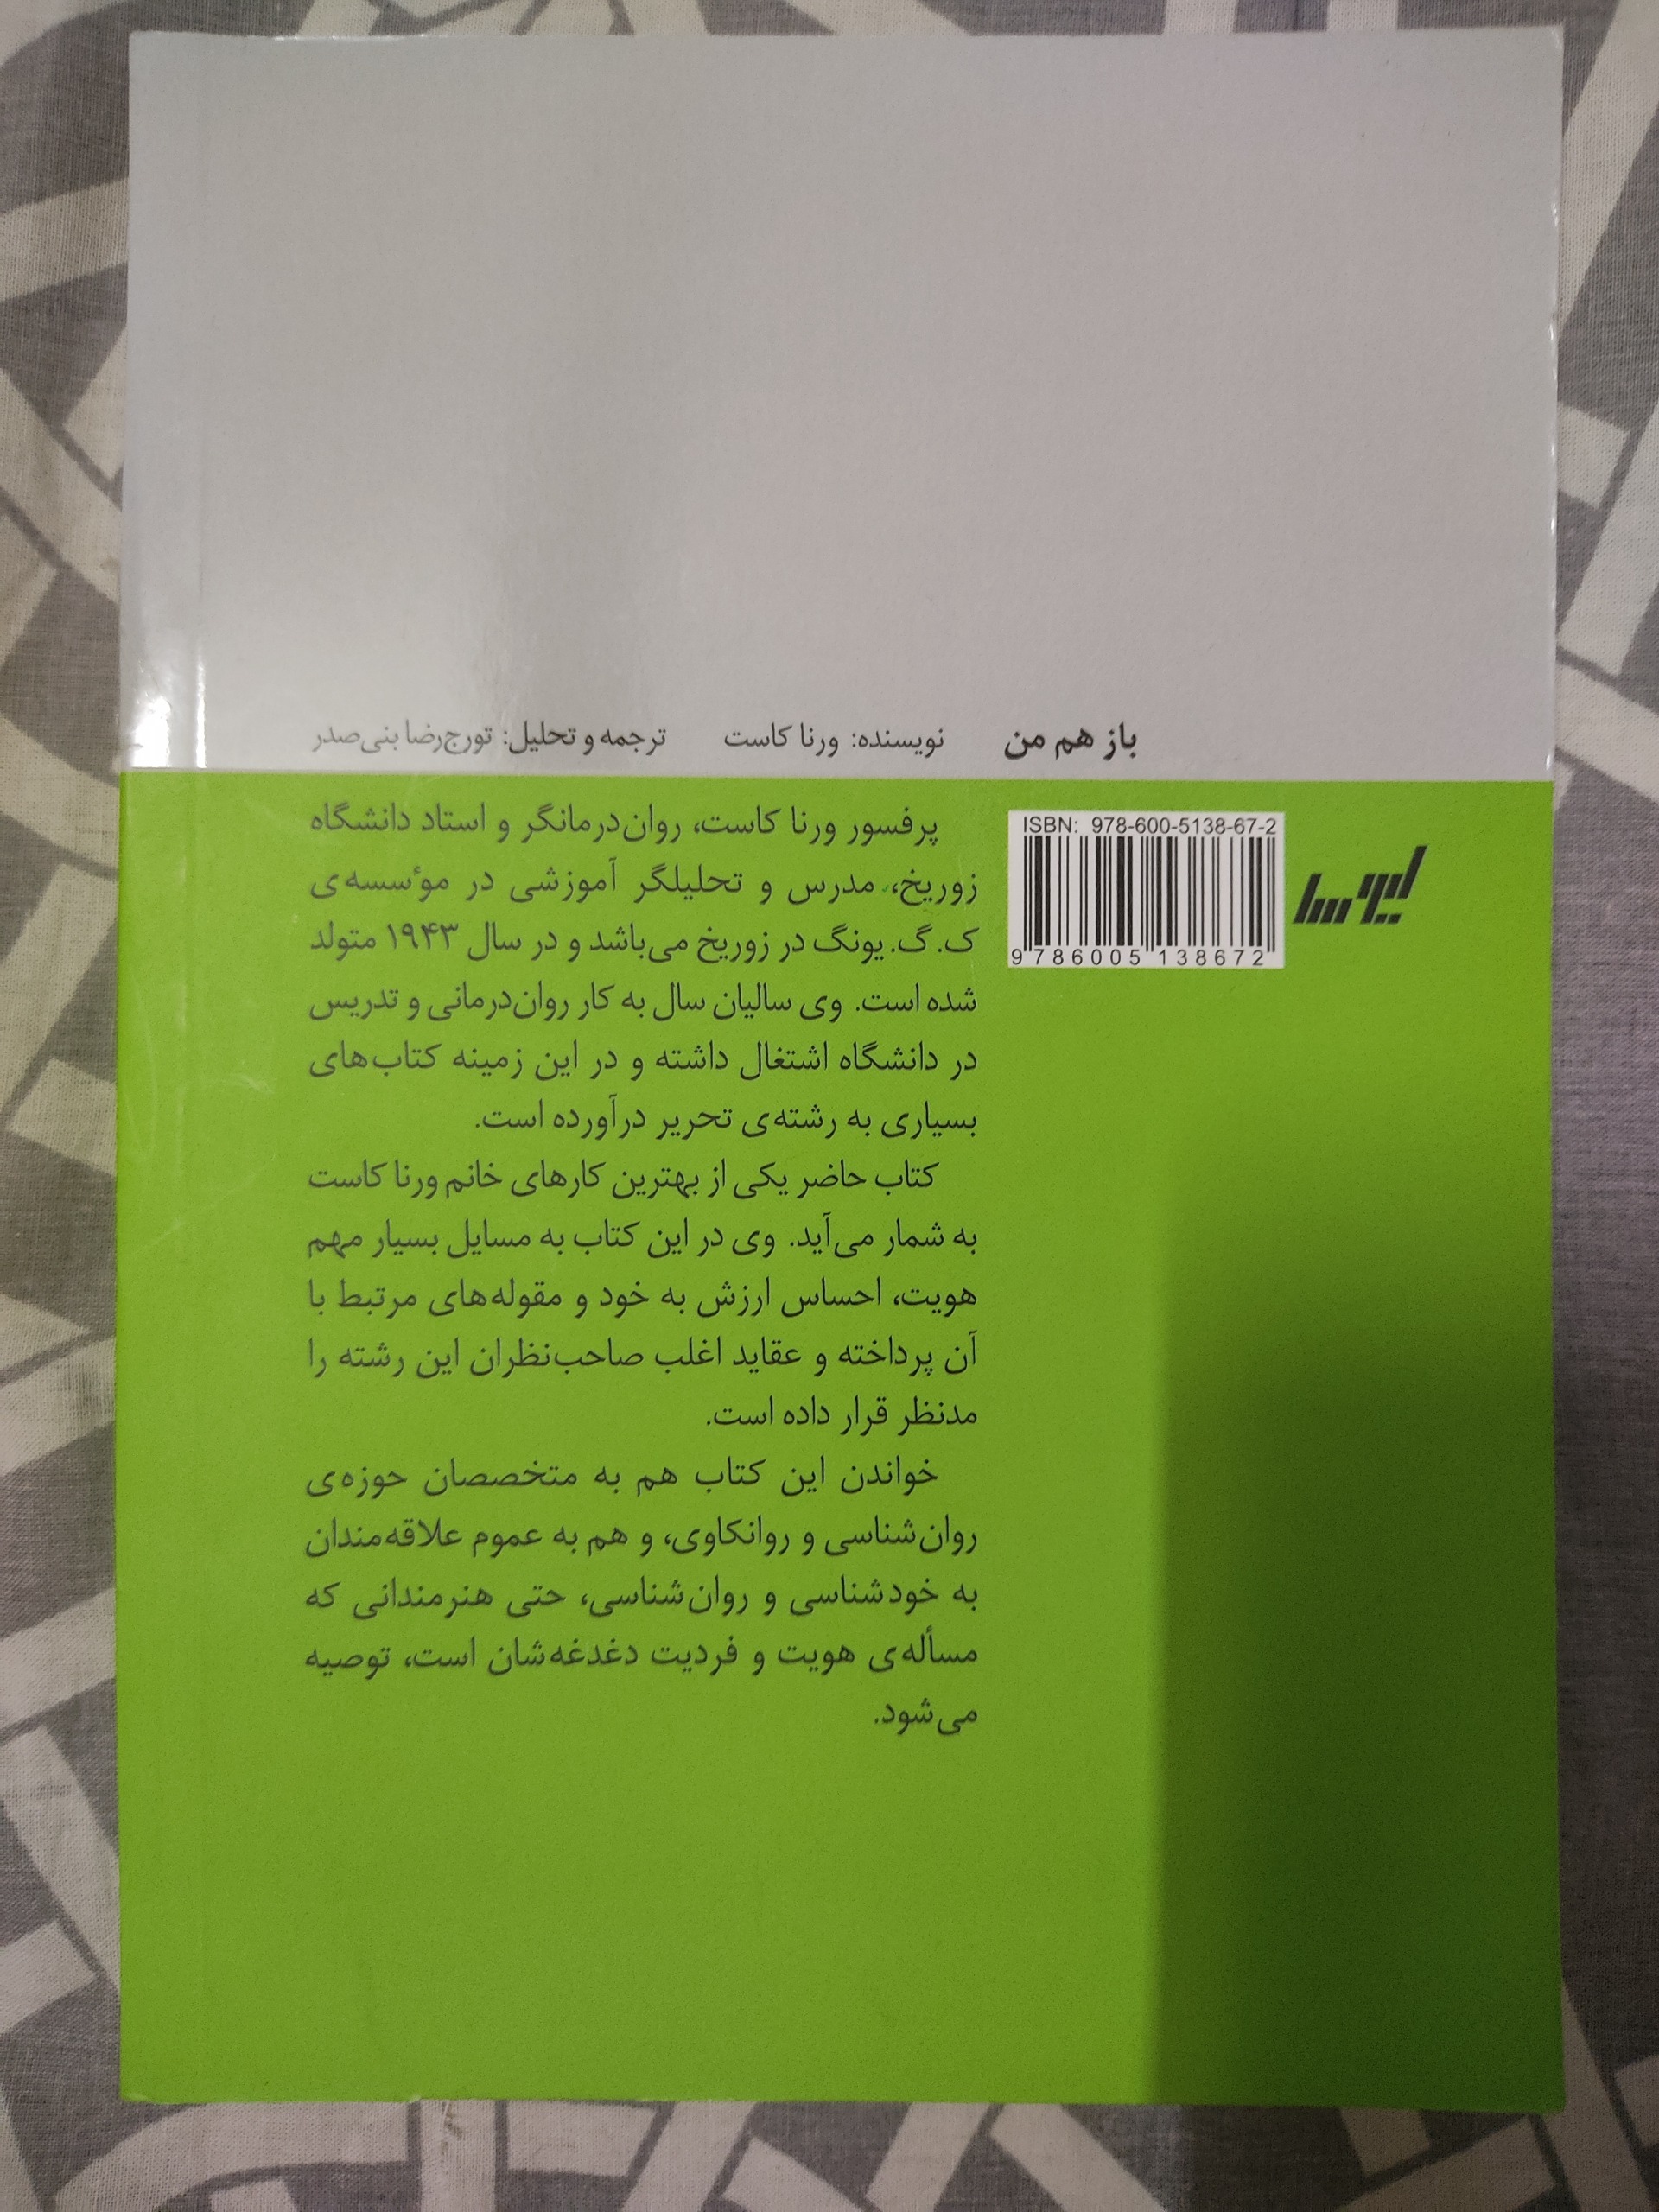 باز هم من نویسنده: ورنا کاست ترجمه و تحلیل: تورج‌رضا بنی‌صدر
ISBN: 978-600-5138-67-2
9 786005 138672
لیوسا
پرفسور ورنا کاست، روان‌درمانگر و استاد دانشگاه
زوریخ، مدرس و تحلیلگر آموزشی در مؤسسه‌ی
ک. گ. یونگ در زوریخ می‌باشد و در سال ۱۹۴۳ متولد
شده است. وی سالیان سال به کار روان‌درمانی و تدریس
در دانشگاه اشتغال داشته و در این زمینه کتاب‌های
بسیاری به رشته‌ی تحریر درآورده است.
کتاب حاضر یکی از بهترین کارهای خانم ورنا کاست
به شمار می‌آید. وی در این کتاب به مسایل بسیار مهم
هویت، احساس ارزش به خود و مقوله‌های مرتبط با
آن پرداخته و عقاید اغلب صاحب‌نظران این رشته را
مدنظر قرار داده است.
خواندن این کتاب هم به متخصصان حوزه‌ی
روان‌شناسی و روانکاوی، و هم به عموم علاقه‌مندان
به خودشناسی و روان‌شناسی، حتی هنرمندانی که
مسأله‌ی هویت و فردیت دغدغه‌شان است، توصیه
می‌شود.